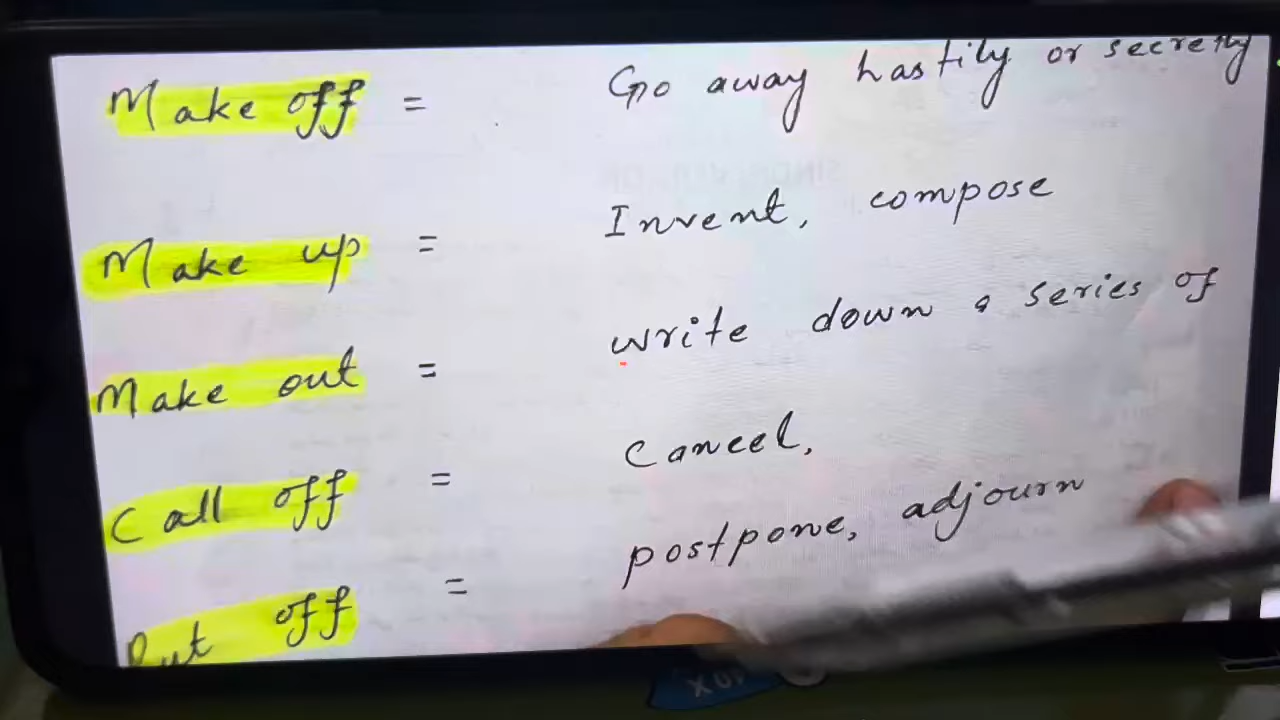 Make off = Go away hastily or secretly
Make up = Invent, compose
Make out = write down a series of
Call off = Cancel,
Put off = postpone, adjourn